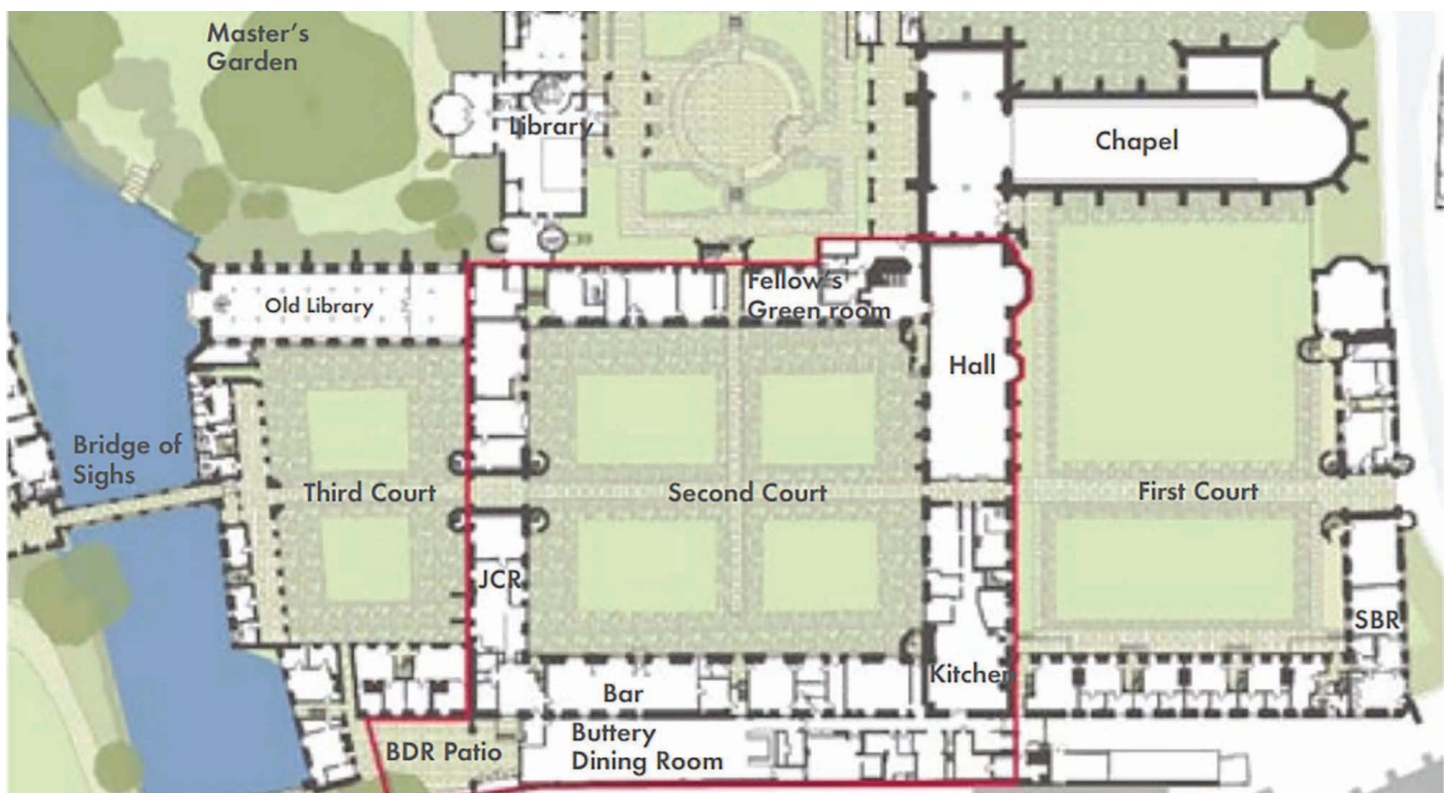 Master's
Garden
Library
Chapel
Fellow's
Green room
Old Library
Hall
Bridge of
Sighs
Third Court
Second Court
First Court
JCR
SBR
Kitchen
Bar
Buttery
Dining Room
BDR Patio